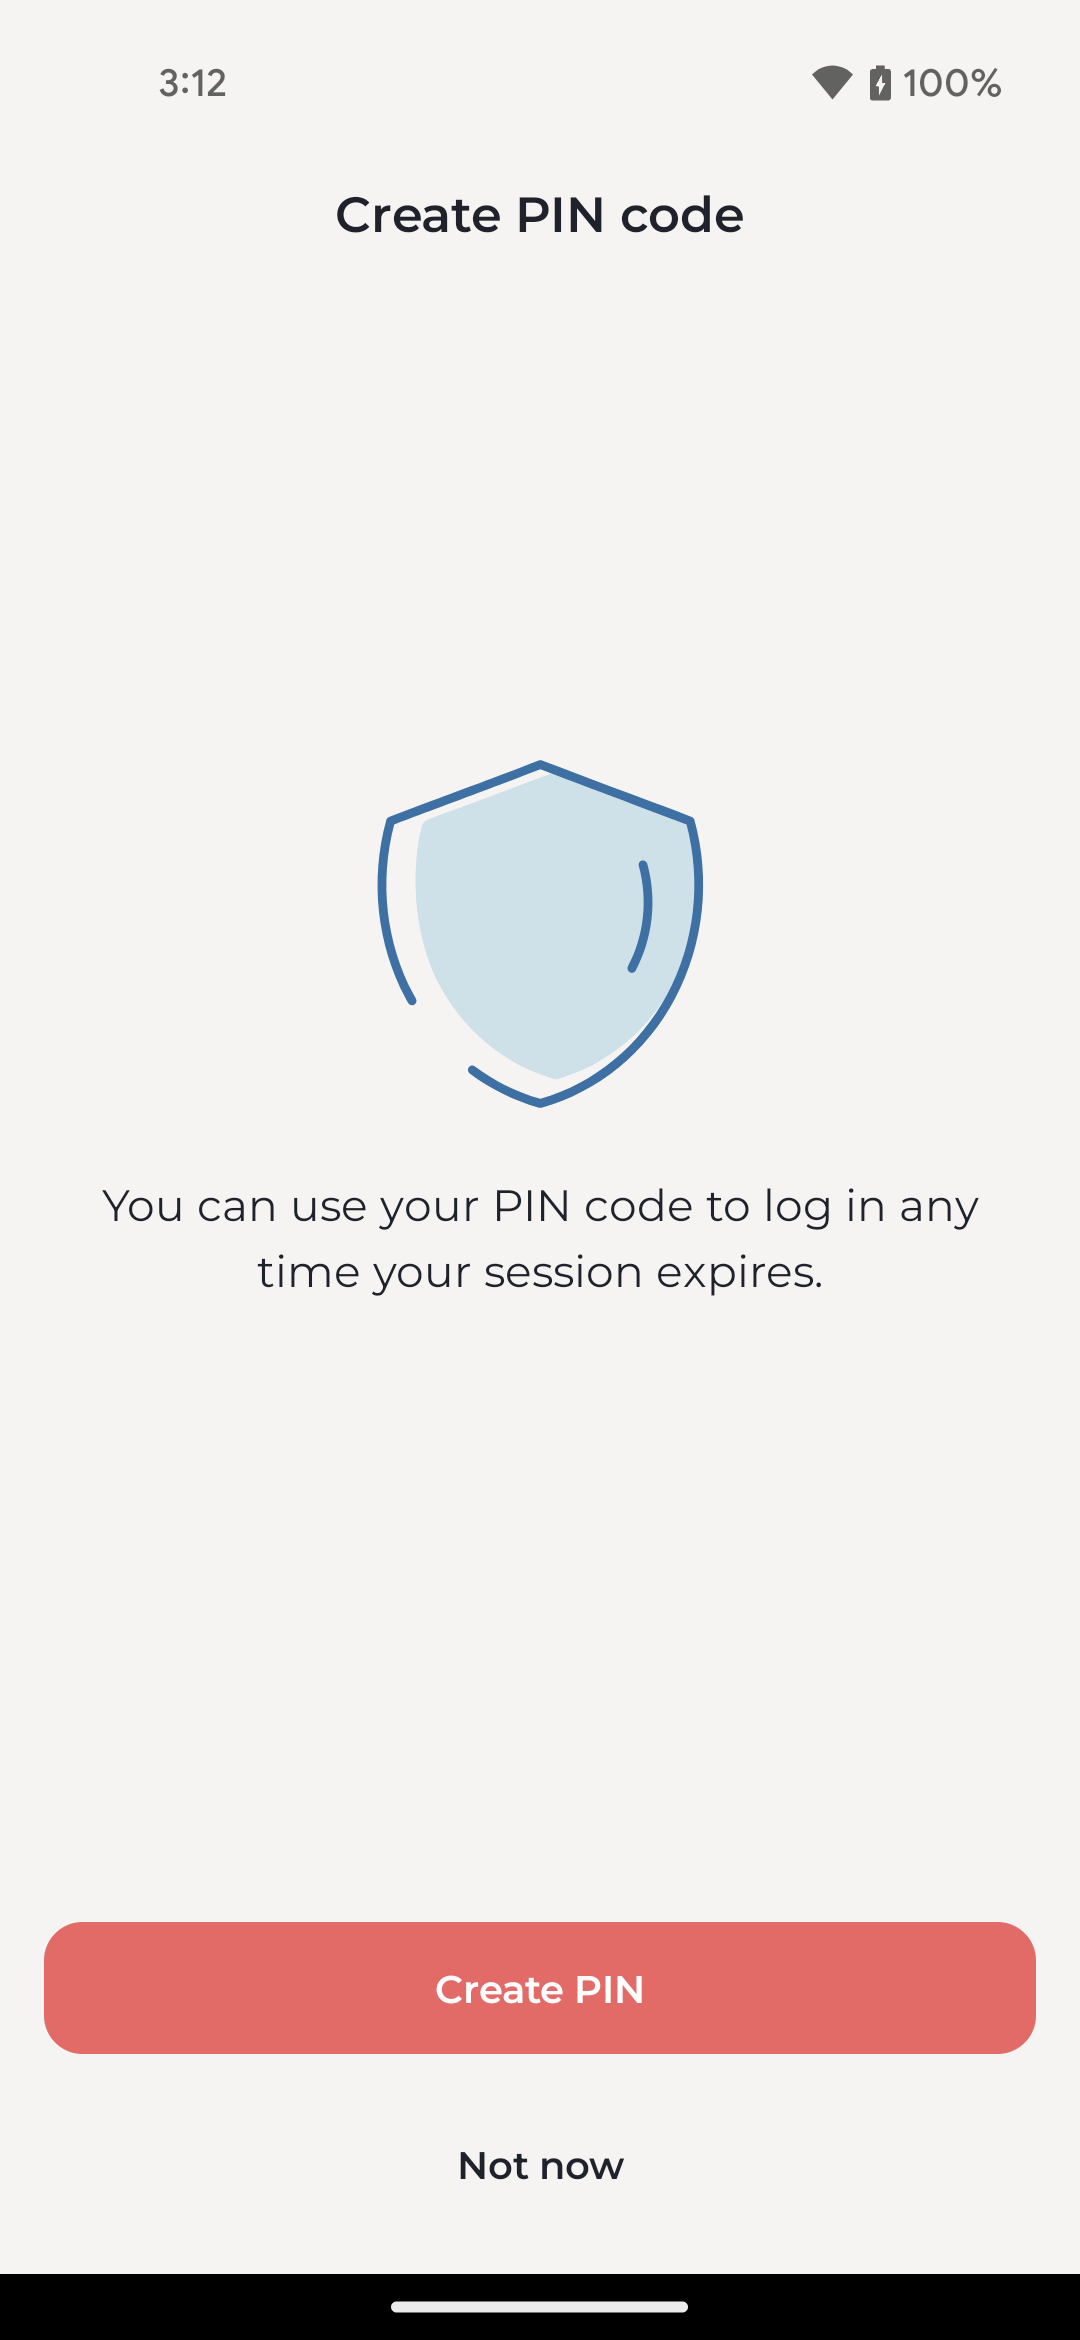 3:12
100%
Create PIN code
You can use your PIN code to log in any
time your session expires.
Create PIN
Not now